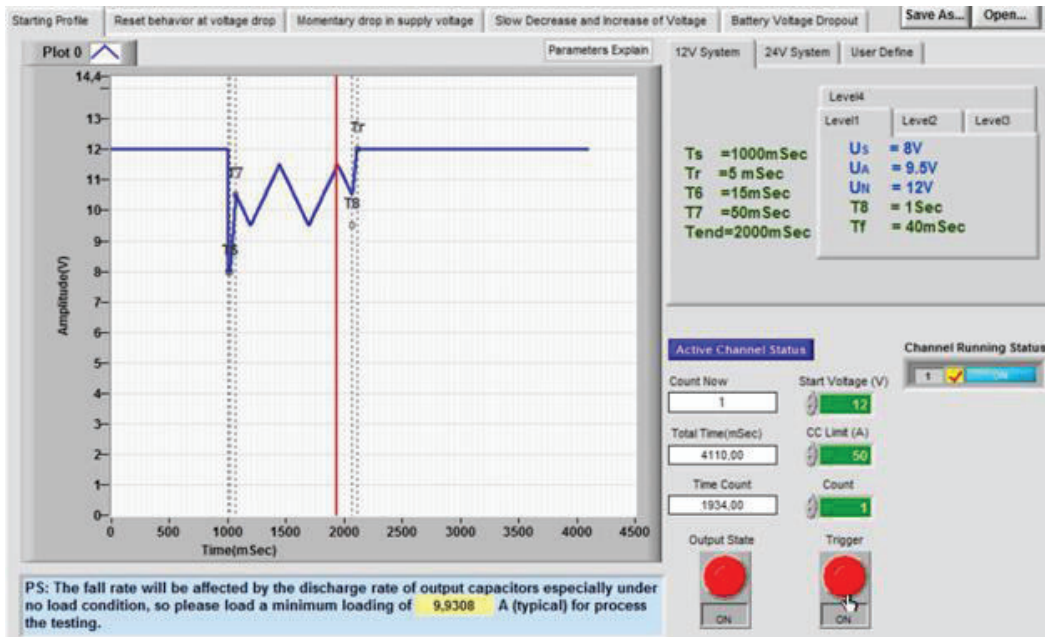 Starting Profile
Reset behavior at voltage drop
Momentary drop in supply voltage
Slow Decrease and Increase of Voltage
Battery Voltage Dropout
Save As...
Open...
Plot 0
Parameters Explain
14,4
13
12
11
10
9
8
7
6
5
4
3
2
1
0
Amplitude(V)
T7
T8
Tr
0
500
1000
1500
2000
2500
3000
3500
4000
4500
Time(mSec)
12V System
24V System
User Define
Level4
Level1
Level2
Level3
Ts =1000mSec
Tr =5 mSec
T6 =15mSec
T7 =50mSec
Tend=2000mSec
Us = 8V
UA = 9.5V
UN = 12V
T8 = 1Sec
Tf = 40mSec
Active Channel Status
Channel Running Status
1 ON
Count Now
1
Start Voltage (V)
12
Total Time(mSec)
4110,00
CC Limit (A)
50
Time Count
1934,00
Count
1
Output State
ON
Trigger
ON
PS: The fall rate will be affected by the discharge rate of output capacitors especially under
no load condition, so please load a minimum loading of 9,9308 A (typical) for process
the testing.